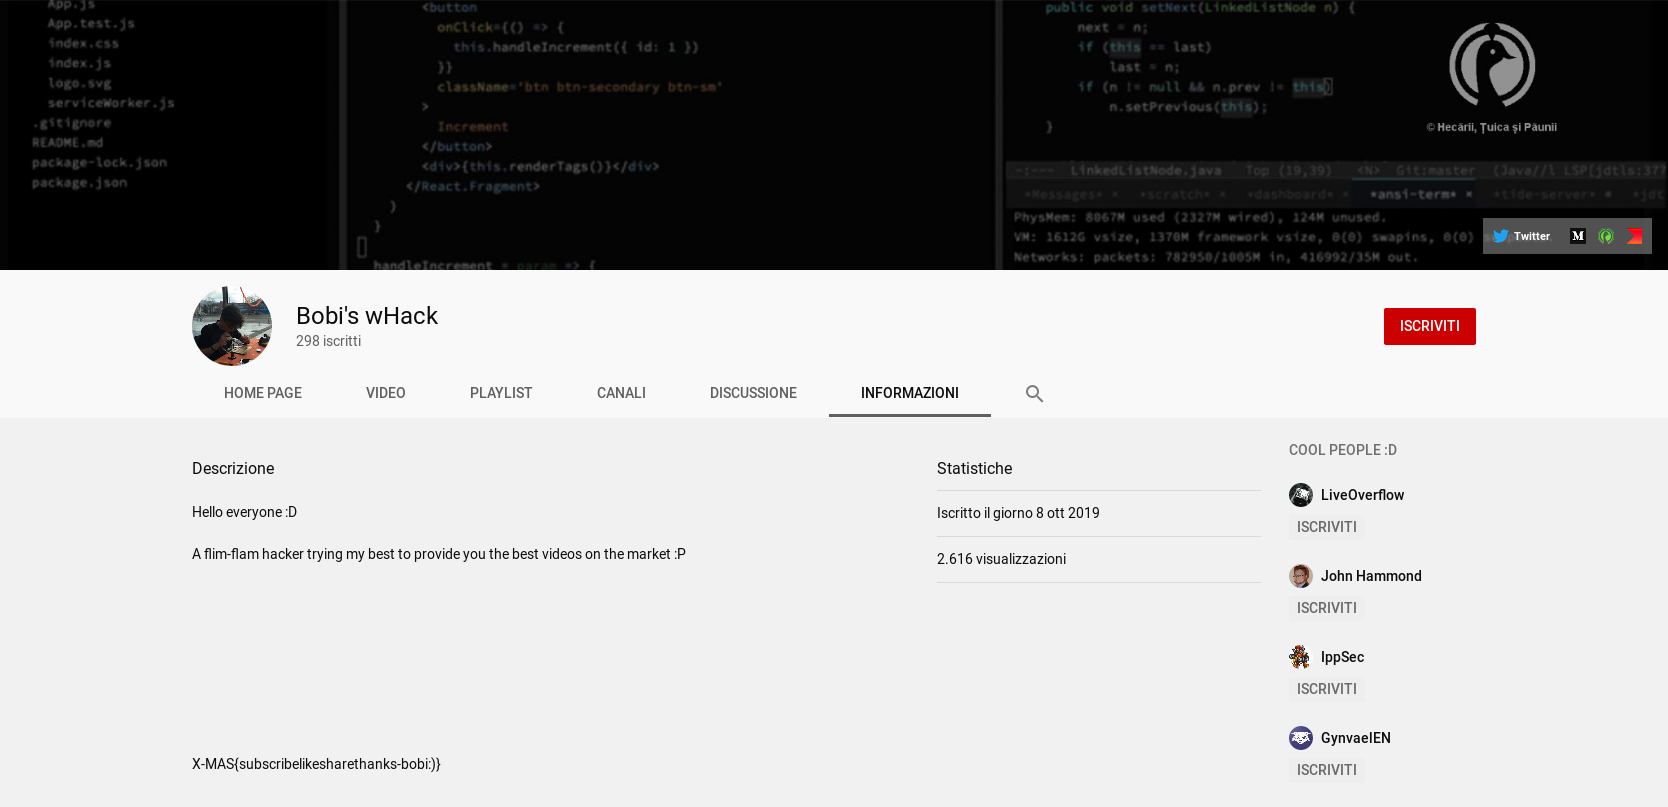 App.js
App.test.js
index.css
index.js
logo.svg
serviceWorker.js
.gitignore
README.md
package-lock.json
package.json
<button
onClick={() => {
this.handleIncrement({ id: 1 })
}}
className='btn btn-secondary btn-sm'
>
Increment
</button>
<div>{this.renderTags()}</div>
</React.Fragment>
)
}
handleIncrement = param => {
public void setNext(LinkedListNode n) {
next = n;
if (this == last)
last = n;
if (n != null && n.prev != this)
n.setPrevious(this);
}
-:--- LinkedListNode.java Top (19,39) <N> Git:master (Java//l LSP[jdtls:377
*Messages* × *scratch* × *dashboard* × *ansi-term* × *tide-server* × *jdt
PhysMem: 8067M used (2327M wired), 124M unused.
VM: 1612G vsize, 1370M framework vsize, 0(0) swapins, 0(0)
Networks: packets: 782950/1005M in, 416992/35M out.
© Hecării, Ţuica şi Păunii
Twitter
M
Bobi's wHack
298 iscritti
ISCRIVITI
HOME PAGE VIDEO PLAYLIST CANALI DISCUSSIONE INFORMAZIONI
Descrizione
Hello everyone :D
A flim-flam hacker trying my best to provide you the best videos on the market :P
X-MAS{subscribelikesharethanks-bobi:)}
Statistiche
Iscritto il giorno 8 ott 2019
2.616 visualizzazioni
COOL PEOPLE :D
LiveOverflow
ISCRIVITI
John Hammond
ISCRIVITI
IppSec
ISCRIVITI
GynvaelEN
ISCRIVITI